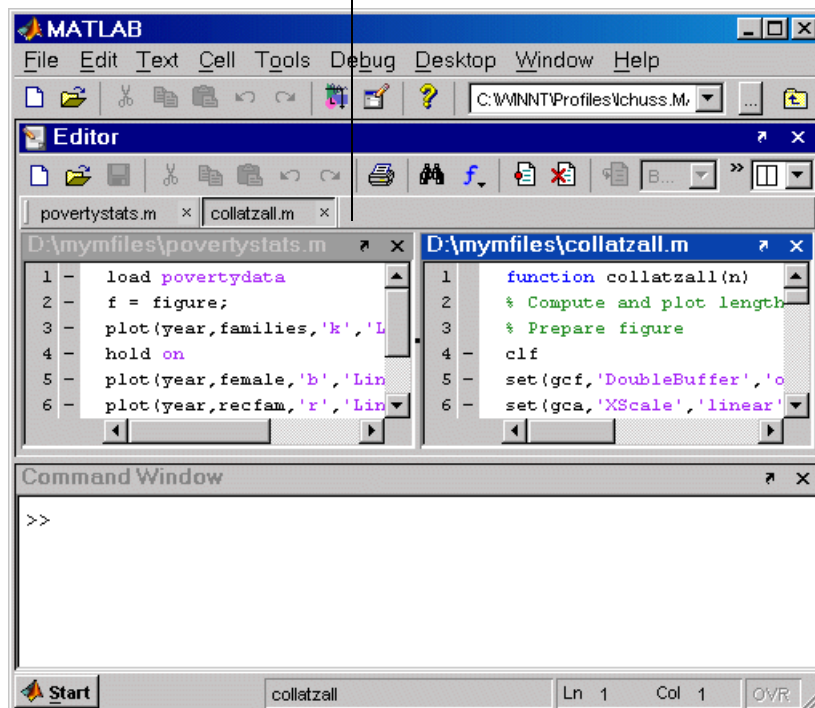 MATLAB
File Edit Text Cell Tools Debug Desktop Window Help
C:\WINNT\Profiles\lchuss.MA ...
Editor
B... »
povertystats.m × collatzall.m ×
D:\mymfiles\povertystats.m
1 – load povertydata
2 – f = figure;
3 – plot(year,families,'k','L
4 – hold on
5 – plot(year,female,'b','Lin
6 – plot(year,recfam,'r','Lin
D:\mymfiles\collatzall.m
1 function collatzall(n)
2 % Compute and plot length
3 % Prepare figure
4 – clf
5 – set(gcf,'DoubleBuffer','o
6 – set(gca,'XScale','linear'
Command Window
>>
Start collatzall Ln 1 Col 1 OVR